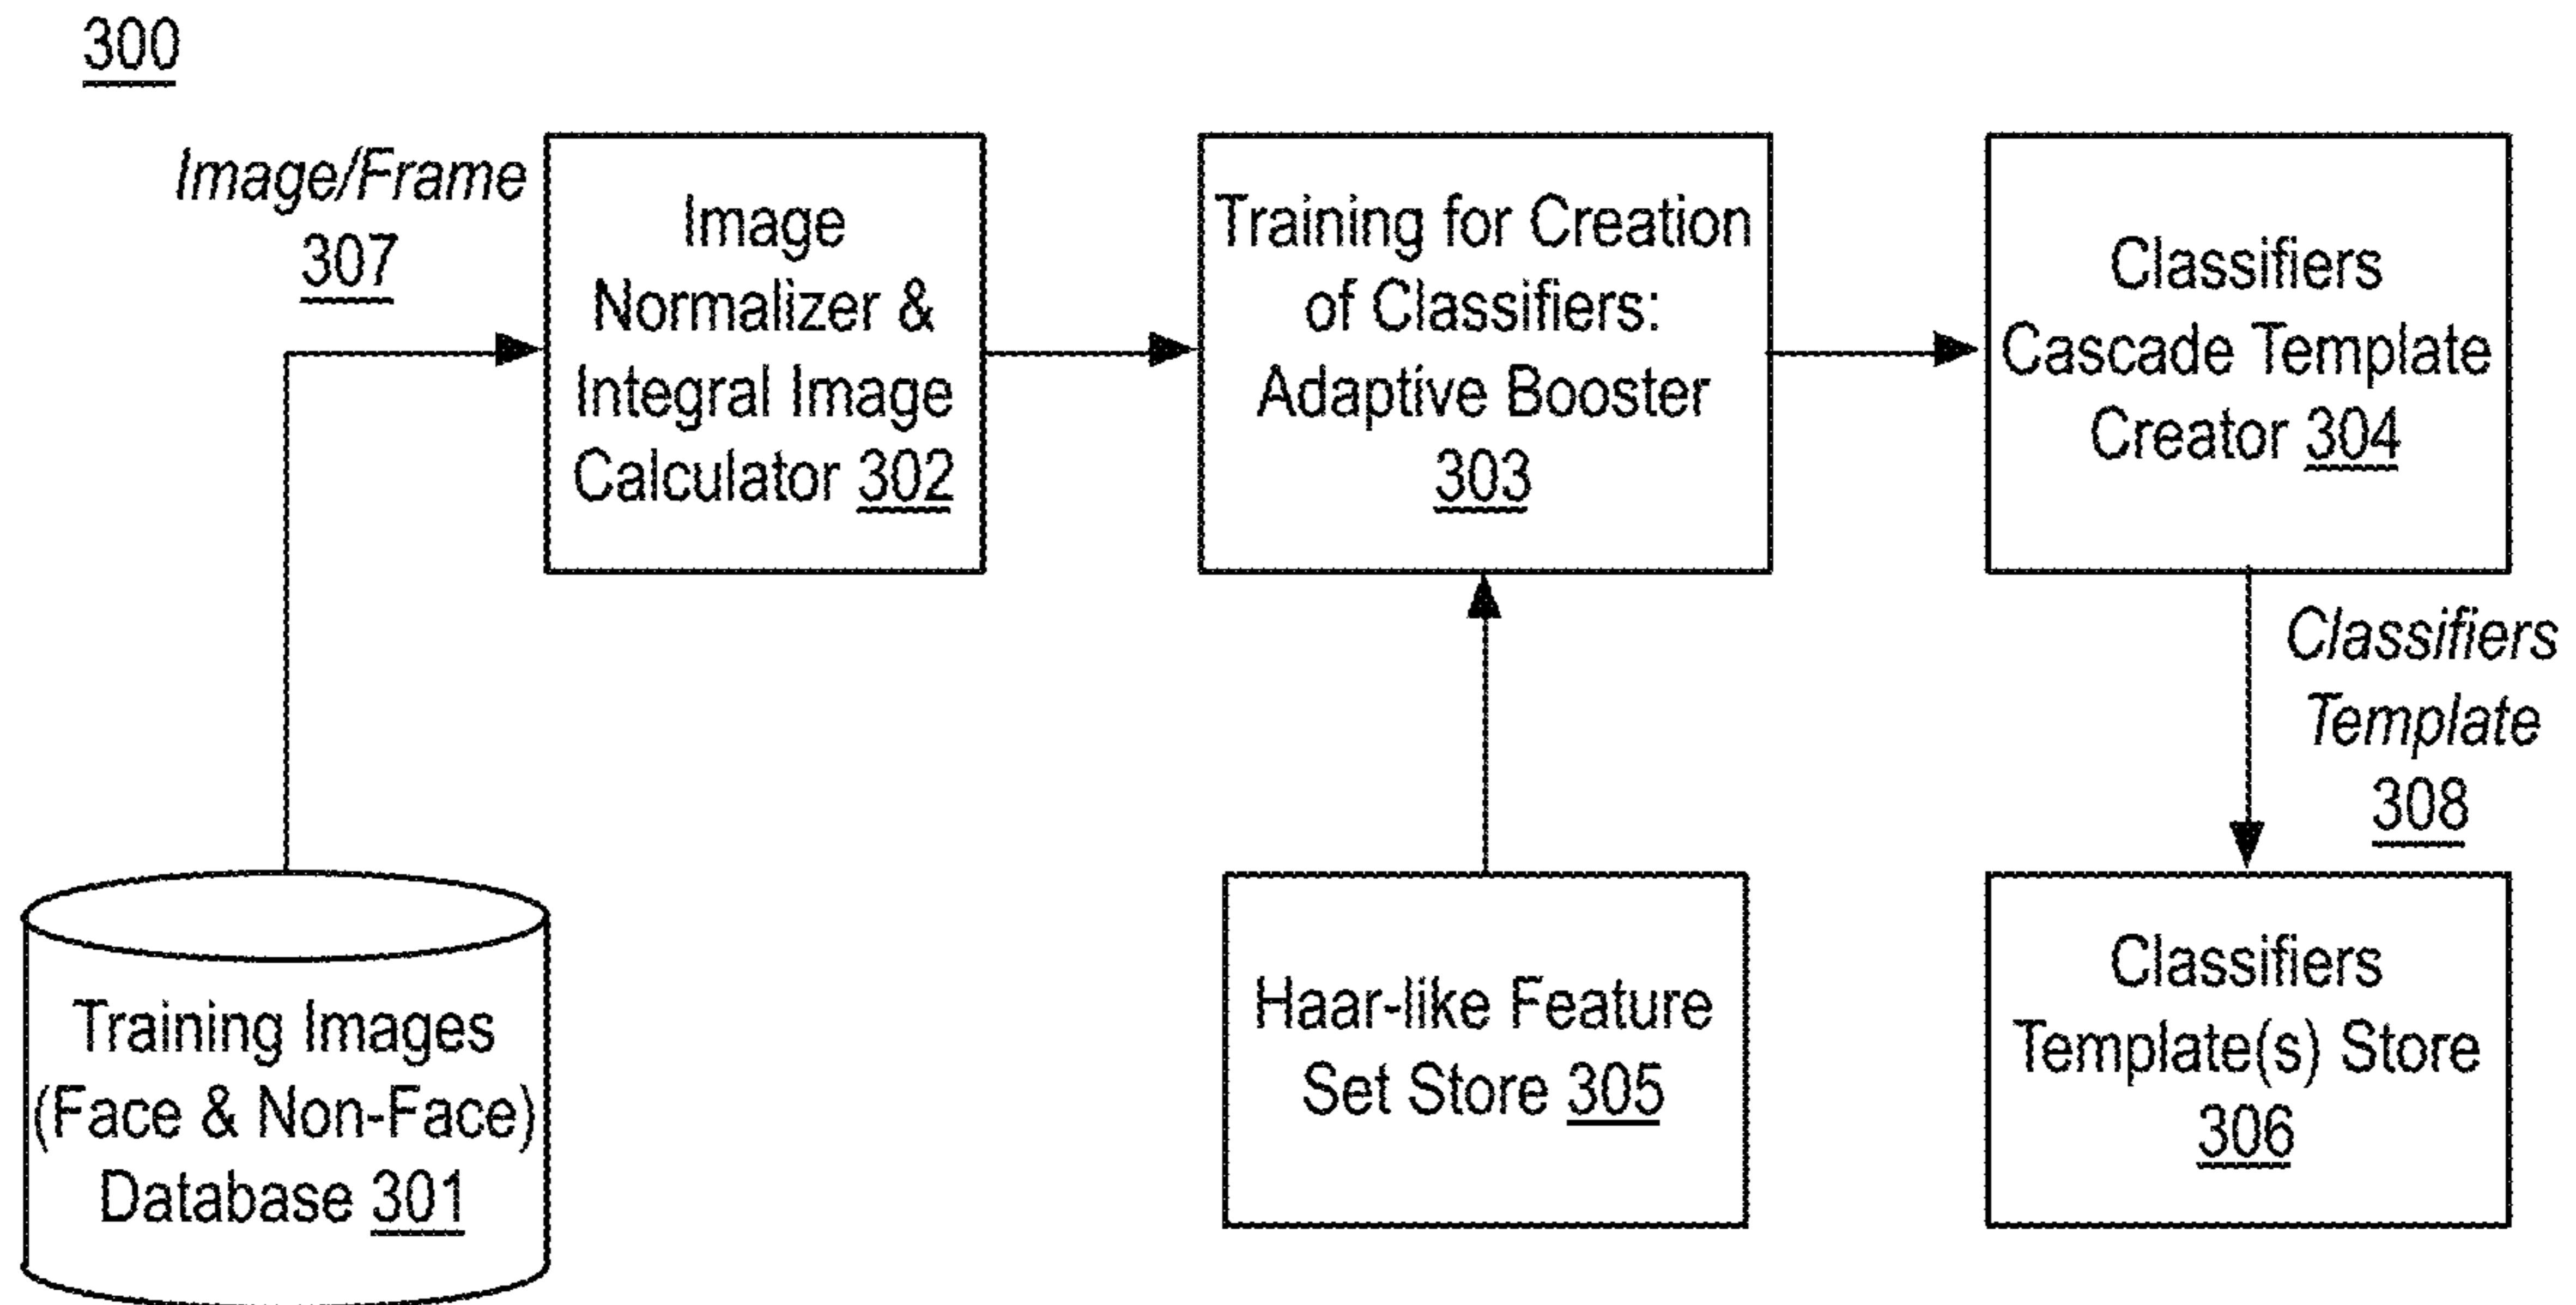 300
Image/Frame
307
Image
Normalizer &
Integral Image
Calculator 302
Training for Creation
of Classifiers:
Adaptive Booster
303
Classifiers
Cascade Template
Creator 304
Classifiers
Template
308
Training Images
(Face & Non-Face)
Database 301
Haar-like Feature
Set Store 305
Classifiers
Template(s) Store
306